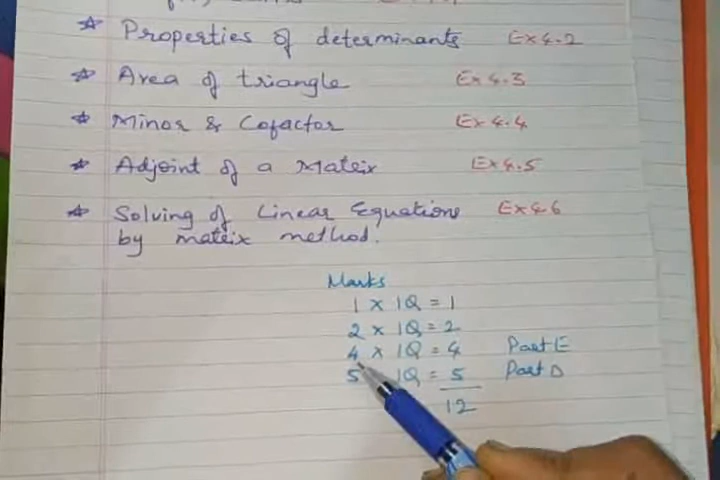 ☆ Properties of determinants Ex 4.2
☆ Area of triangle Ex 4.3
☆ Minor & Cofactor Ex 4.4
☆ Adjoint of a Matrix Ex 4.5
☆ Solving of Linear Equations Ex 4.6
by matrix method.
Marks
1 x 1Q = 1
2 x 1Q = 2
4 x 1Q = 4 Part E
5 1Q = 5 Part D
12